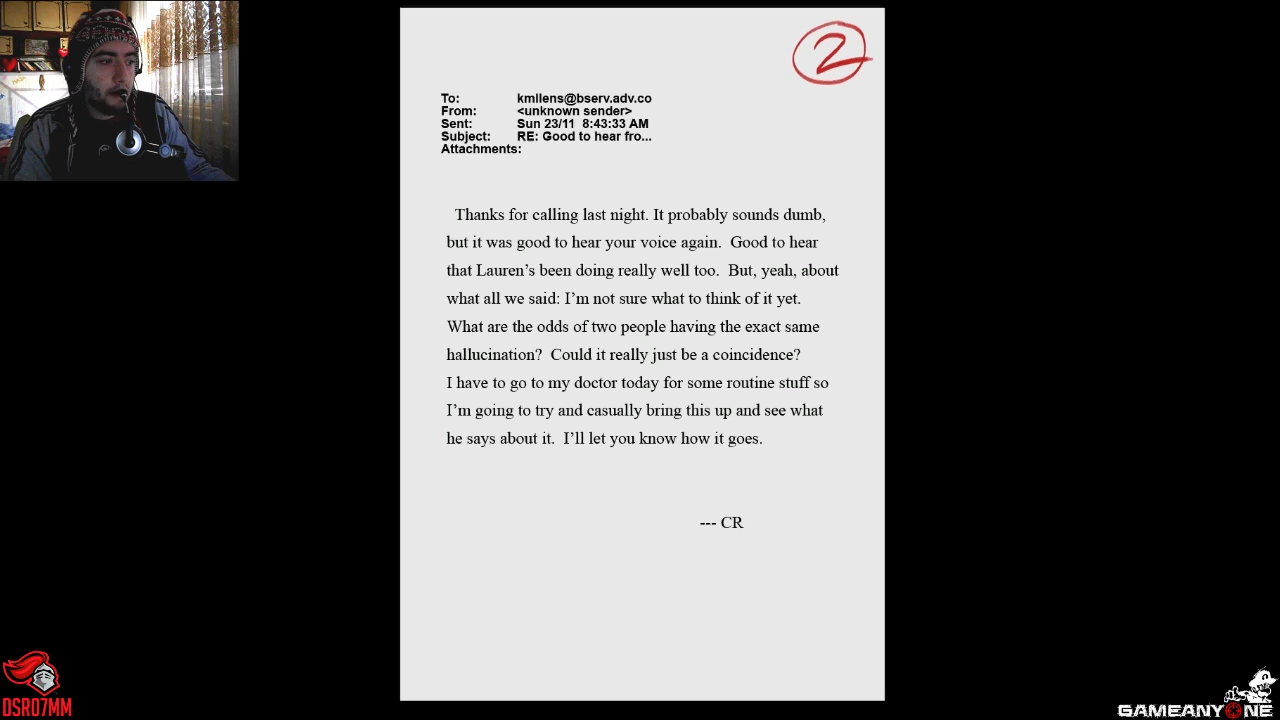 2
To: kmllens@bserv.adv.co
From: <unknown sender>
Sent: Sun 23/11 8:43:33 AM
Subject: RE: Good to hear fro...
Attachments:
Thanks for calling last night. It probably sounds dumb,
but it was good to hear your voice again. Good to hear
that Lauren’s been doing really well too. But, yeah, about
what all we said: I’m not sure what to think of it yet.
What are the odds of two people having the exact same
hallucination? Could it really just be a coincidence?
I have to go to my doctor today for some routine stuff so
I’m going to try and casually bring this up and see what
he says about it. I’ll let you know how it goes.
--- CR
DSR07MM
GAMEANYONE